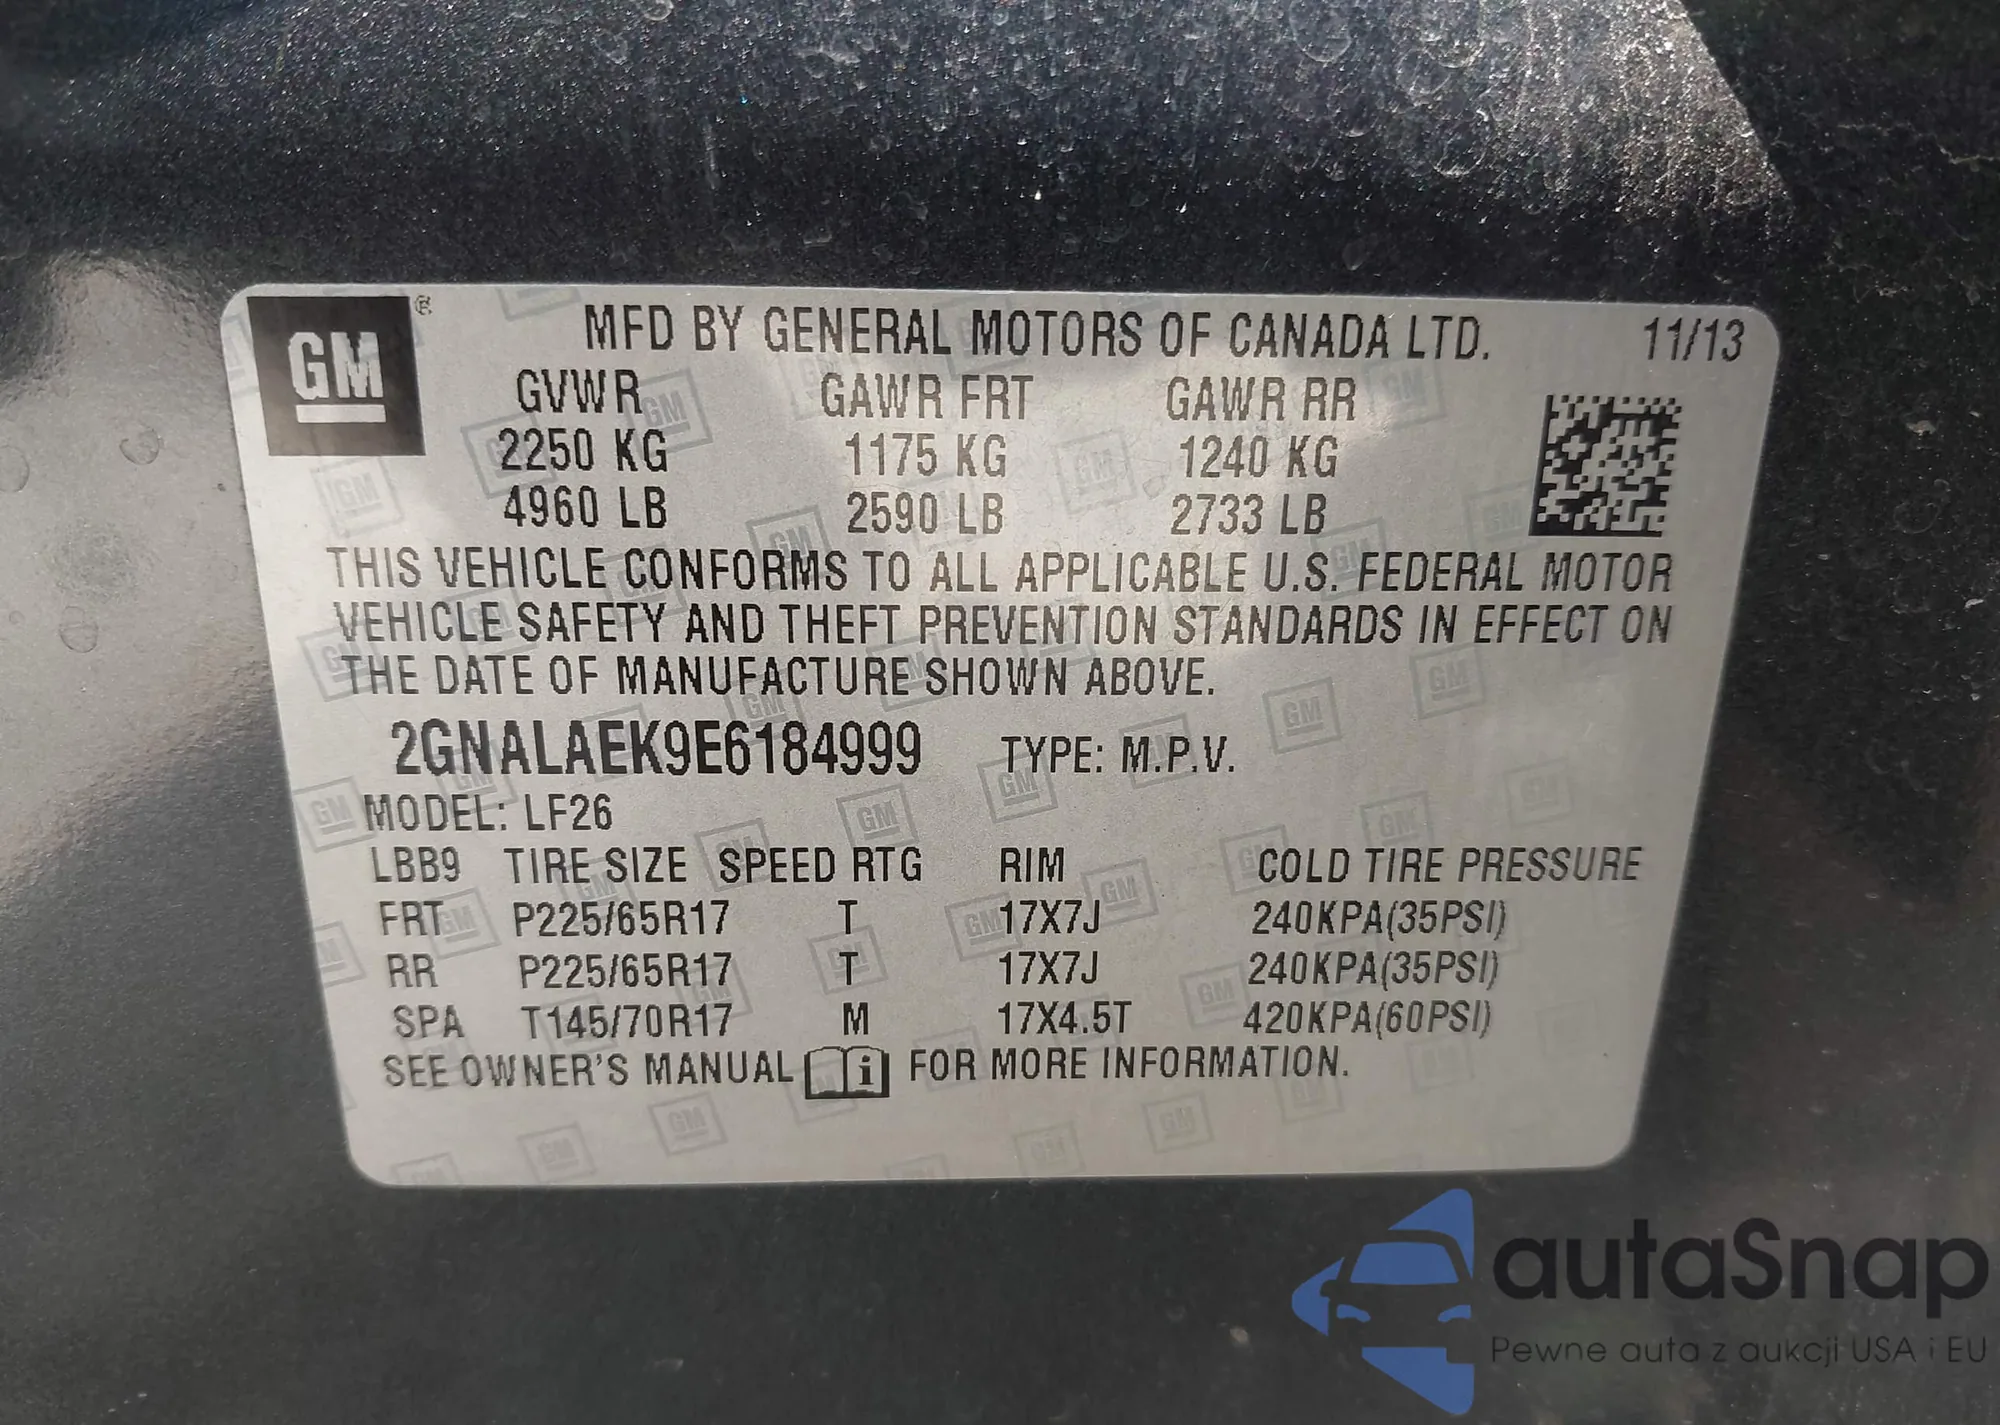 GM ®
MFD BY GENERAL MOTORS OF CANADA LTD. 11/13
GVWR GAWR FRT GAWR RR
2250 KG 1175 KG 1240 KG
4960 LB 2590 LB 2733 LB
THIS VEHICLE CONFORMS TO ALL APPLICABLE U.S. FEDERAL MOTOR
VEHICLE SAFETY AND THEFT PREVENTION STANDARDS IN EFFECT ON
THE DATE OF MANUFACTURE SHOWN ABOVE.
2GNALAEK9E6184999 TYPE: M.P.V.
MODEL: LF26
LBB9 TIRE SIZE SPEED RTG RIM COLD TIRE PRESSURE
FRT P225/65R17 T 17X7J 240KPA(35PSI)
RR P225/65R17 T 17X7J 240KPA(35PSI)
SPA T145/70R17 M 17X4.5T 420KPA(60PSI)
SEE OWNER'S MANUAL i FOR MORE INFORMATION.
autaSnap
Pewne auta z aukcji USA i EU